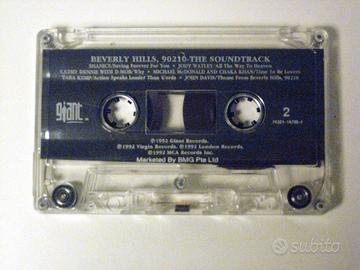 BEVERLY HILLS, 90210-THE SOUNDTRACK
SHANICE/Saving Forever For You • JODY WATLEY/All The Way To Heaven
CATHY DENNIS WITH D-MOB/Why • MICHAEL McDONALD AND CHAKA KHAN/Time To Be Lovers
TARA KEMP/Action Speaks Louder Than Words • JOHN DAVIS/Theme From Beverly Hills, 90210
giant
2
℗1992 Giant Records.
℗1992 Virgin Records. ℗1992 London Records.
℗1992 MCA Records Inc.
Marketed By BMG Pte Ltd
subito